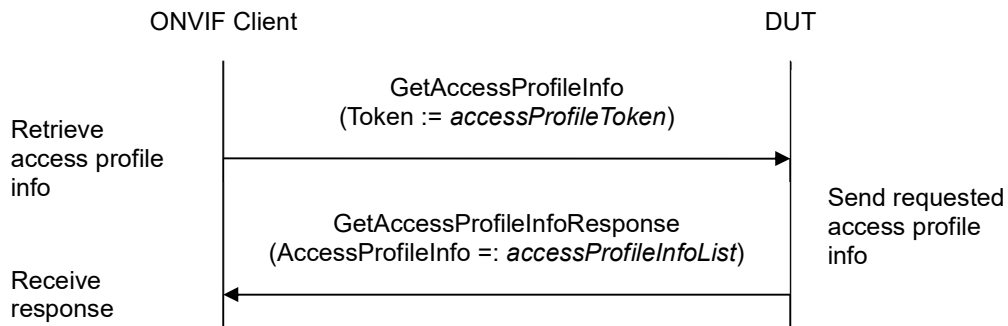 ONVIF Client
DUT
GetAccessProfileInfo
(Token := accessProfileToken)
Retrieve
access profile
info
Send requested
access profile
info
GetAccessProfileInfoResponse
(AccessProfileInfo =: accessProfileInfoList)
Receive
response